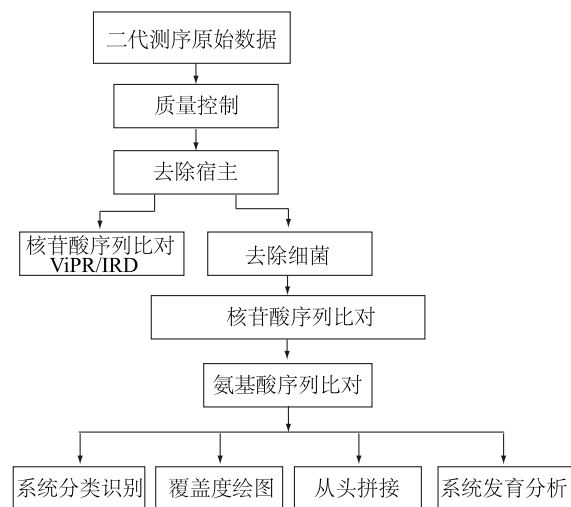 二代测序原始数据
质量控制
去除宿主
核苷酸序列比对
ViPR/IRD
去除细菌
核苷酸序列比对
氨基酸序列比对
系统分类识别
覆盖度绘图
从头拼接
系统发育分析